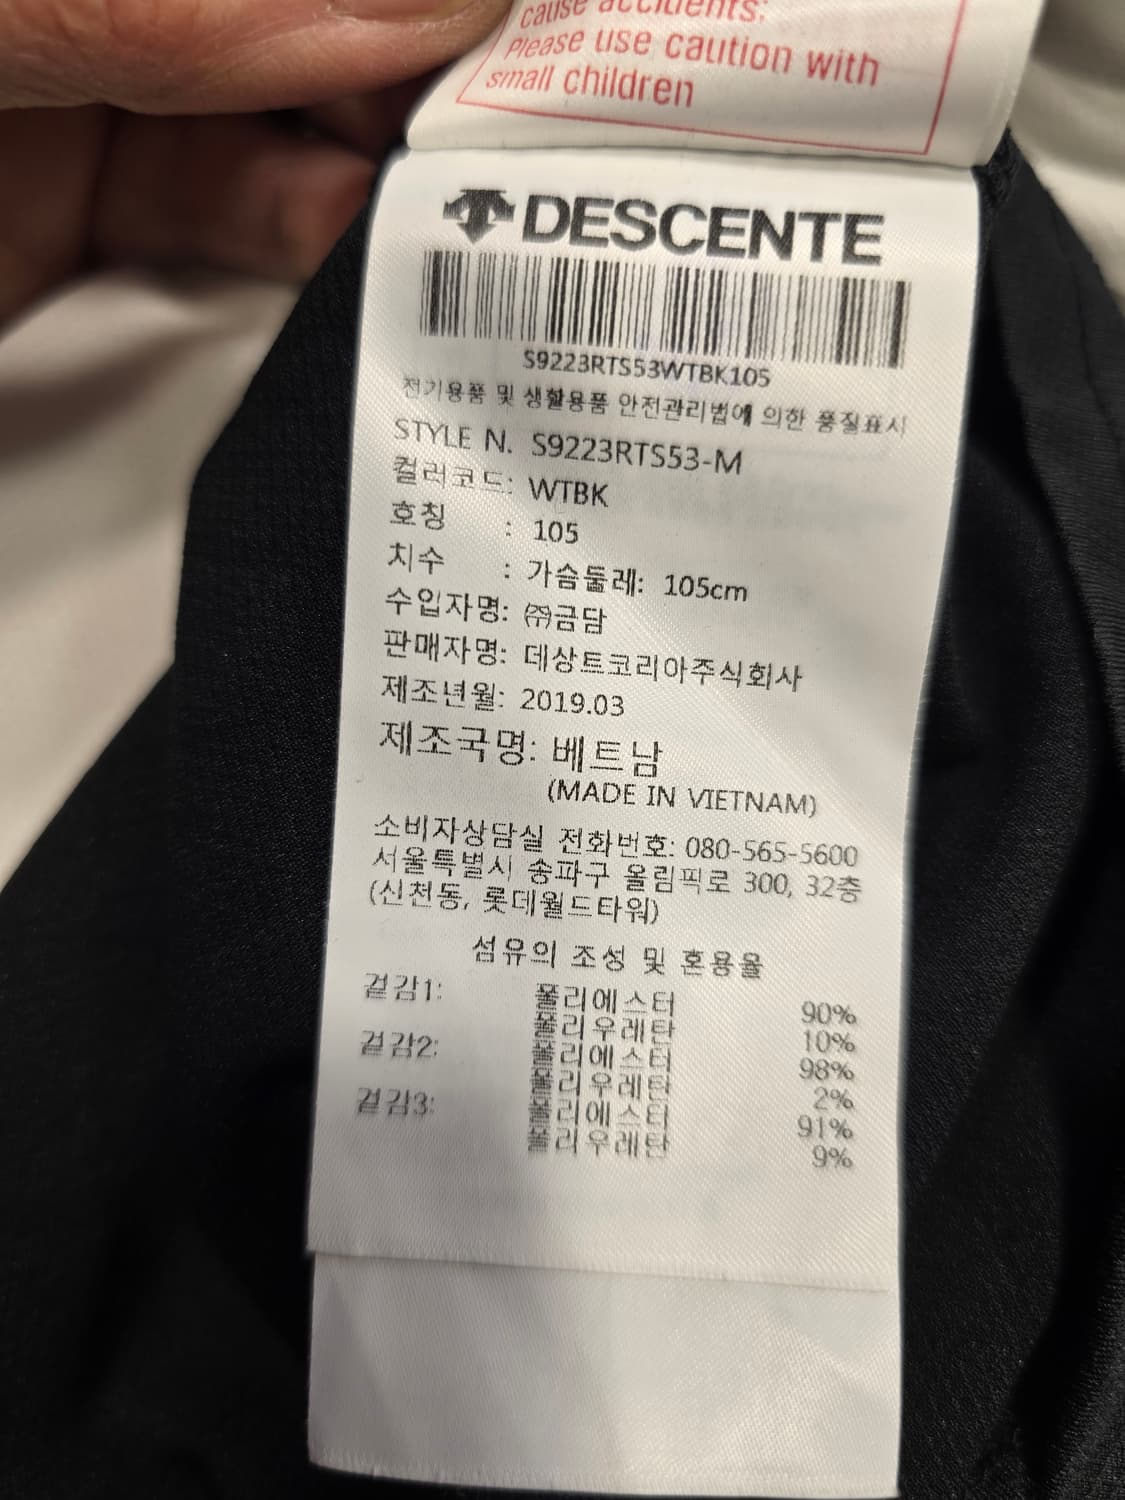 cause accidents.
Please use caution with
small children
DESCENTE
S9223RTS53WTBK105
전기용품 및 생활용품 안전관리법에 의한 품질표시
STYLE N. S9223RTS53-M
컬러코드: WTBK
호칭 : 105
치수 : 가슴둘레: 105cm
수입자명: ㈜금담
판매자명: 데상트코리아주식회사
제조년월: 2019.03
제조국명: 베트남
(MADE IN VIETNAM)
소비자상담실 전화번호: 080-565-5600
서울특별시 송파구 올림픽로 300, 32층
(신천동, 롯데월드타워)
섬유의 조성 및 혼용율
겉감1: 폴리에스터 90%
폴리우레탄 10%
겉감2: 폴리에스터 98%
폴리우레탄 2%
겉감3: 폴리에스터 91%
폴리우레탄 9%